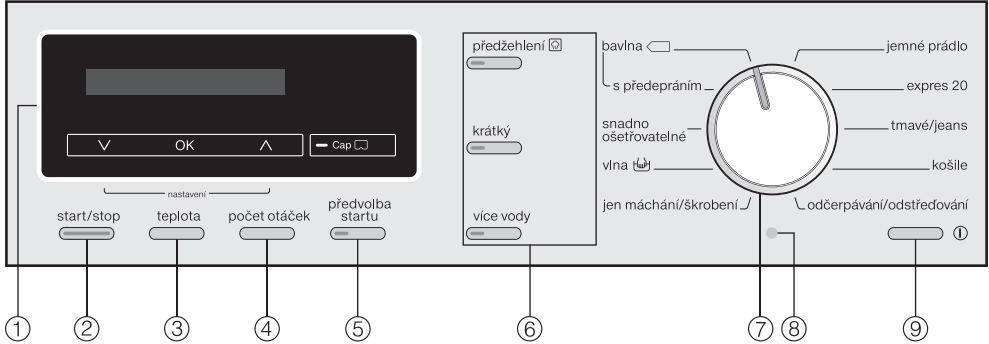 OK
Cap
nastavení
start/stop
teplota
počet otáček
předvolba
startu
předžehlení
krátký
více vody
bavlna
s předepráním
snadno
ošetřovatelné
vlna
jen máchání/škrobení
jemné prádlo
expres 20
tmavé/jeans
košile
odčerpávání/odstřeďování
1
2
3
4
5
6
7
8
9